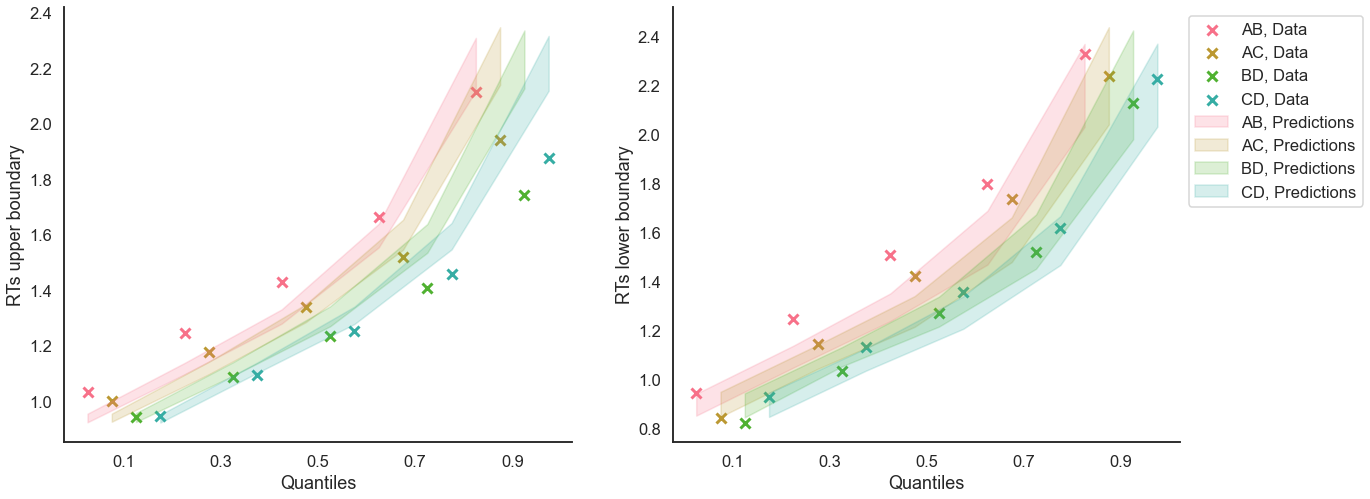 RTs upper boundary
2.4
2.2
2.0
1.8
1.6
1.4
1.2
1.0
0.1 0.3 0.5 0.7 0.9
Quantiles
RTs lower boundary
2.4
2.2
2.0
1.8
1.6
1.4
1.2
1.0
0.8
0.1 0.3 0.5 0.7 0.9
Quantiles
AB, Data
AC, Data
BD, Data
CD, Data
AB, Predictions
AC, Predictions
BD, Predictions
CD, Predictions